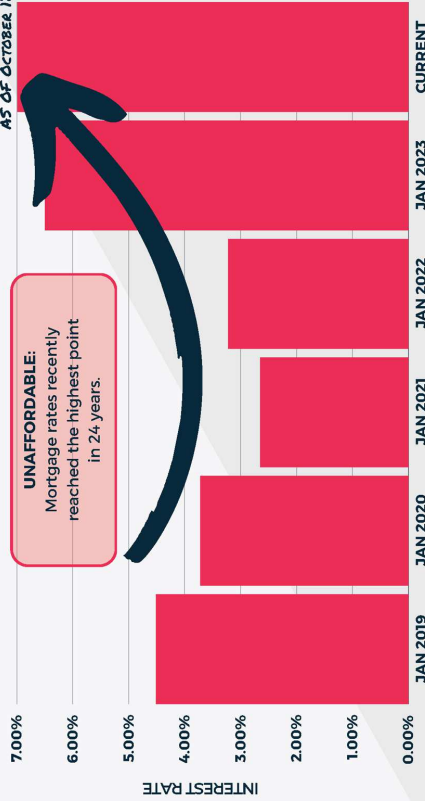 AS OF OCTOBER
UNAFFORDABLE:
Mortgage rates recently
reached the highest point
in 24 years.
7.00%
6.00%
5.00%
4.00%
3.00%
2.00%
1.00%
0.00%
INTEREST RATE
JAN 2019
JAN 2020
JAN 2021
JAN 2022
JAN 2023
CURRENT